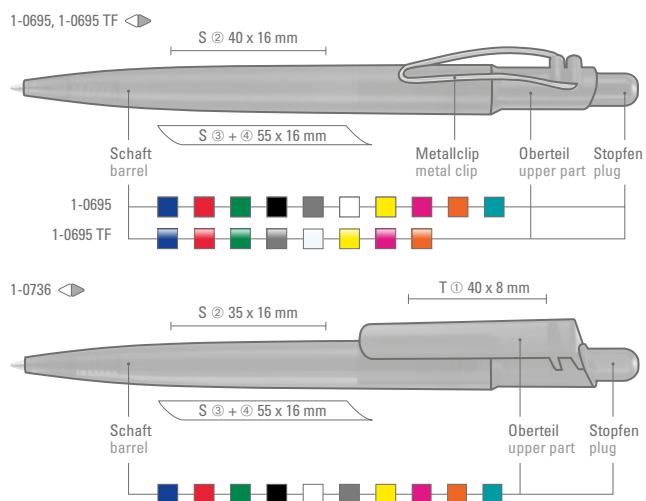 1-0695, 1-0695 TF
S ② 40 x 16 mm
S ③ + ④ 55 x 16 mm
Schaft Metallclip Oberteil Stopfen
barrel metal clip upper part plug
1-0695
1-0695 TF
1-0736
T ① 40 x 8 mm
S ② 35 x 16 mm
S ③ + ④ 55 x 16 mm
Schaft Oberteil Stopfen
barrel upper part plug